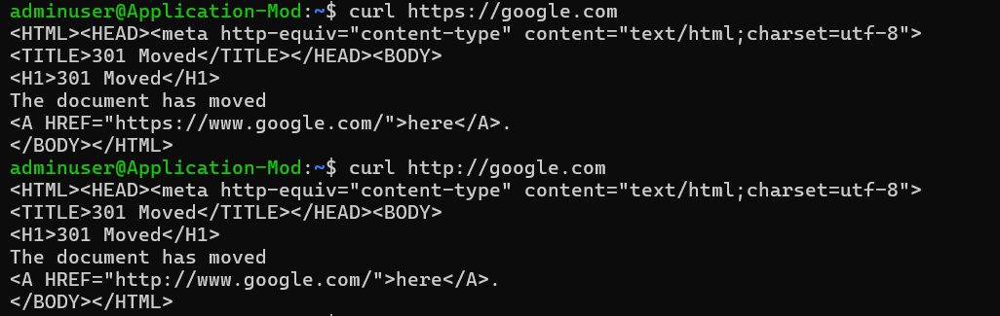 adminuser@Application-Mod:~$ curl https://google.com
<HTML><HEAD><meta http-equiv="content-type" content="text/html;charset=utf-8">
<TITLE>301 Moved</TITLE></HEAD><BODY>
<H1>301 Moved</H1>
The document has moved
<A HREF="https://www.google.com/">here</A>.
</BODY></HTML>
adminuser@Application-Mod:~$ curl http://google.com
<HTML><HEAD><meta http-equiv="content-type" content="text/html;charset=utf-8">
<TITLE>301 Moved</TITLE></HEAD><BODY>
<H1>301 Moved</H1>
The document has moved
<A HREF="http://www.google.com/">here</A>.
</BODY></HTML>